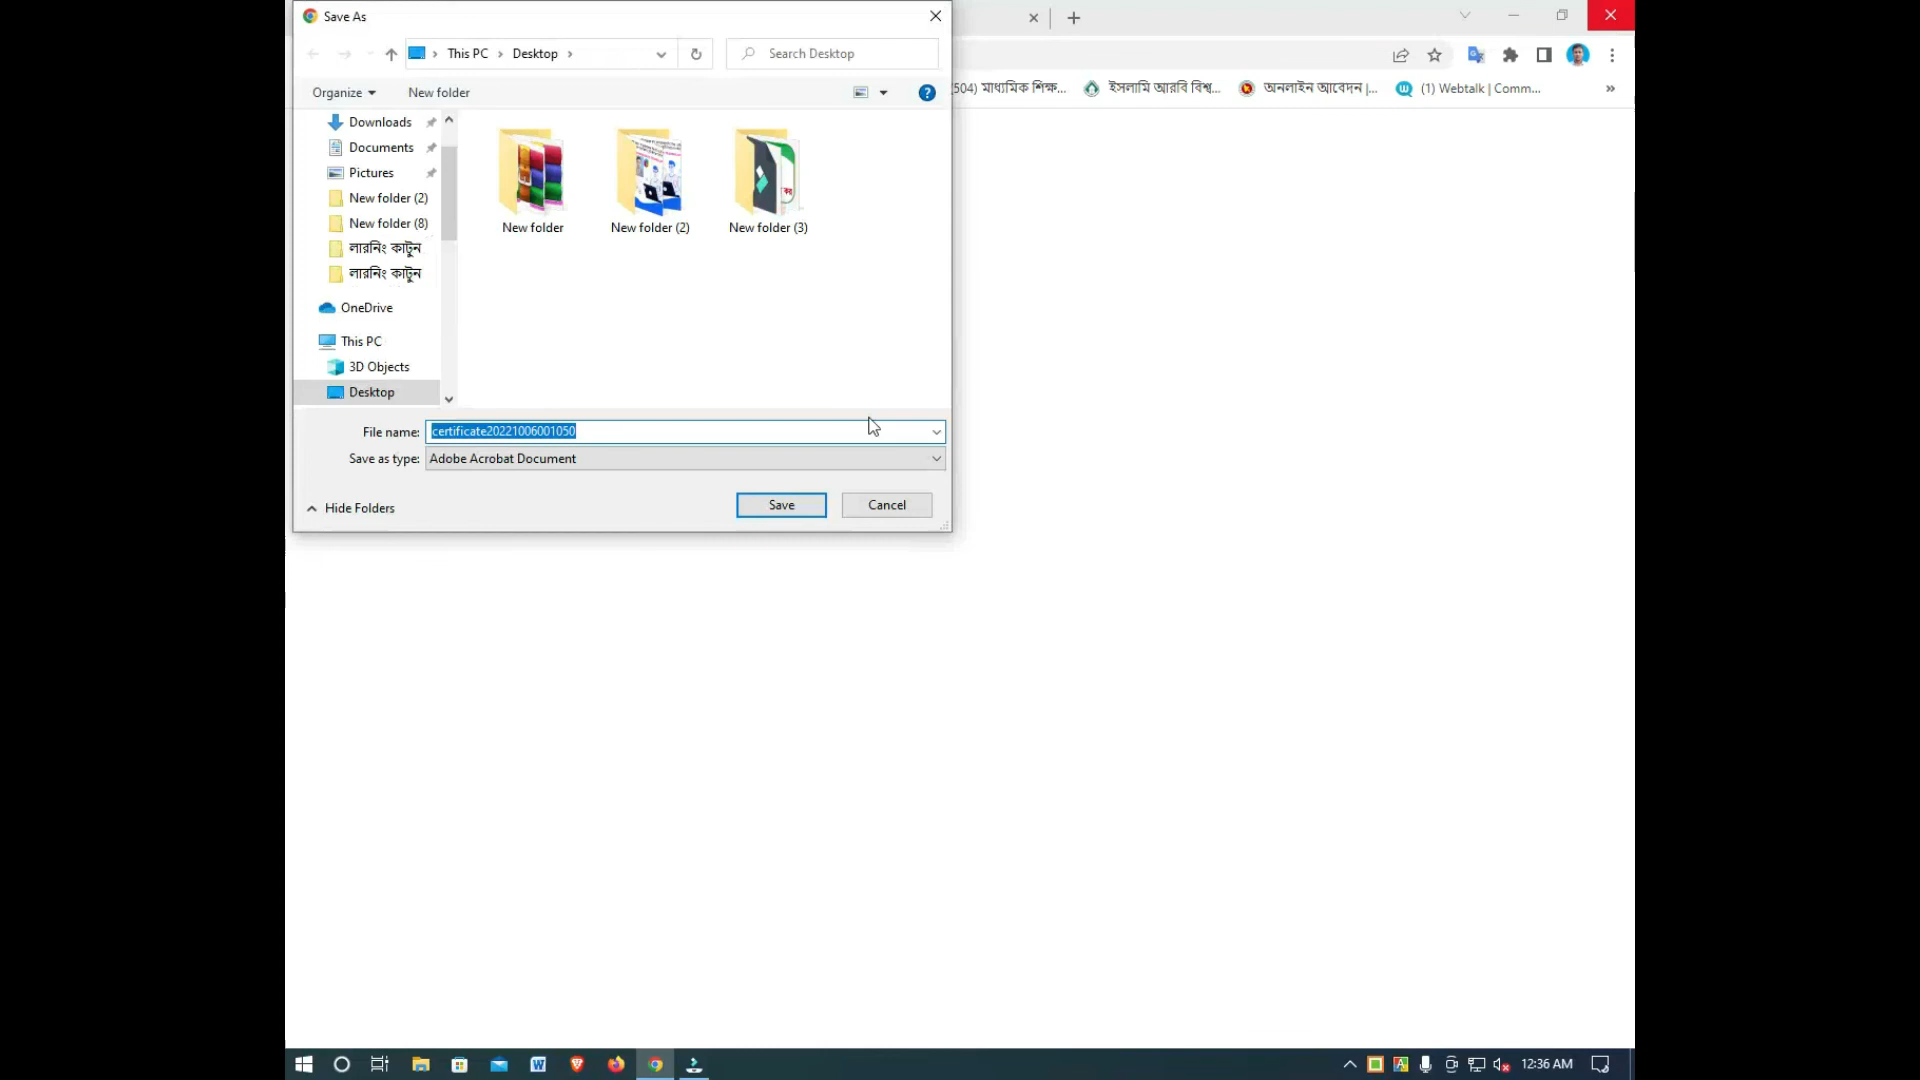 Save As
This PC > Desktop >
Search Desktop
Organize
New folder
504) মাধ্যমিক শিক্ষ...
ইসলামি আরবি বিশ্ব...
অনলাইন আবেদন |...
(1) Webtalk | Comm...
»
Downloads
Documents
Pictures
New folder (2)
New folder (8)
লারনিং কাটুন
লারনিং কাটুন
OneDrive
This PC
3D Objects
Desktop
New folder
New folder (2)
New folder (3)
File name: certificate20221006001050
Save as type: Adobe Acrobat Document
Hide Folders
Save
Cancel
12:36 AM